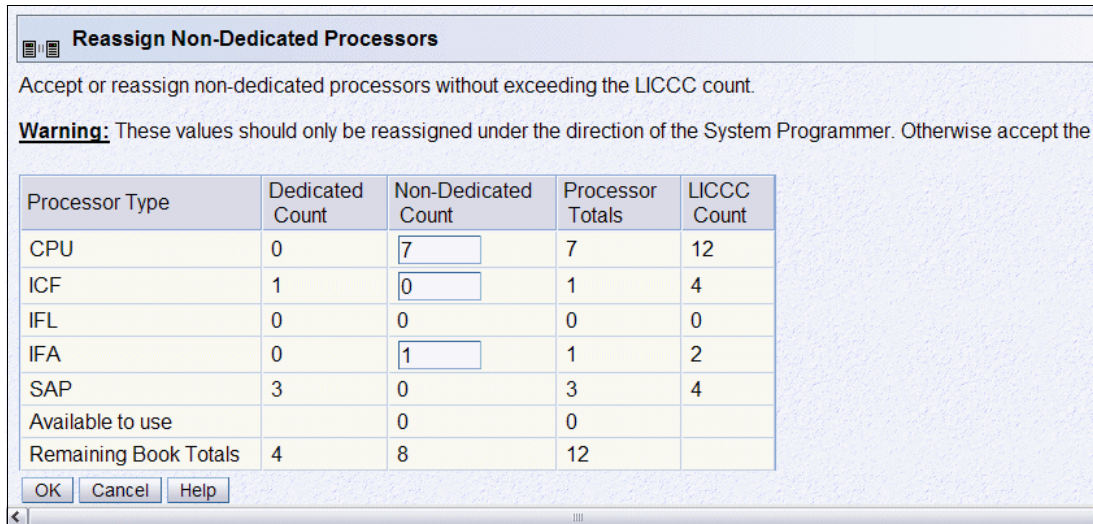 Reassign Non-Dedicated Processors
Accept or reassign non-dedicated processors without exceeding the LICCC count.
Warning: These values should only be reassigned under the direction of the System Programmer. Otherwise accept the
Processor Type Dedicated Count Non-Dedicated Count Processor Totals LICCC Count
CPU 0 7 7 12
ICF 1 0 1 4
IFL 0 0 0 0
IFA 0 1 1 2
SAP 3 0 3 4
Available to use 0 0
Remaining Book Totals 4 8 12
OK Cancel Help